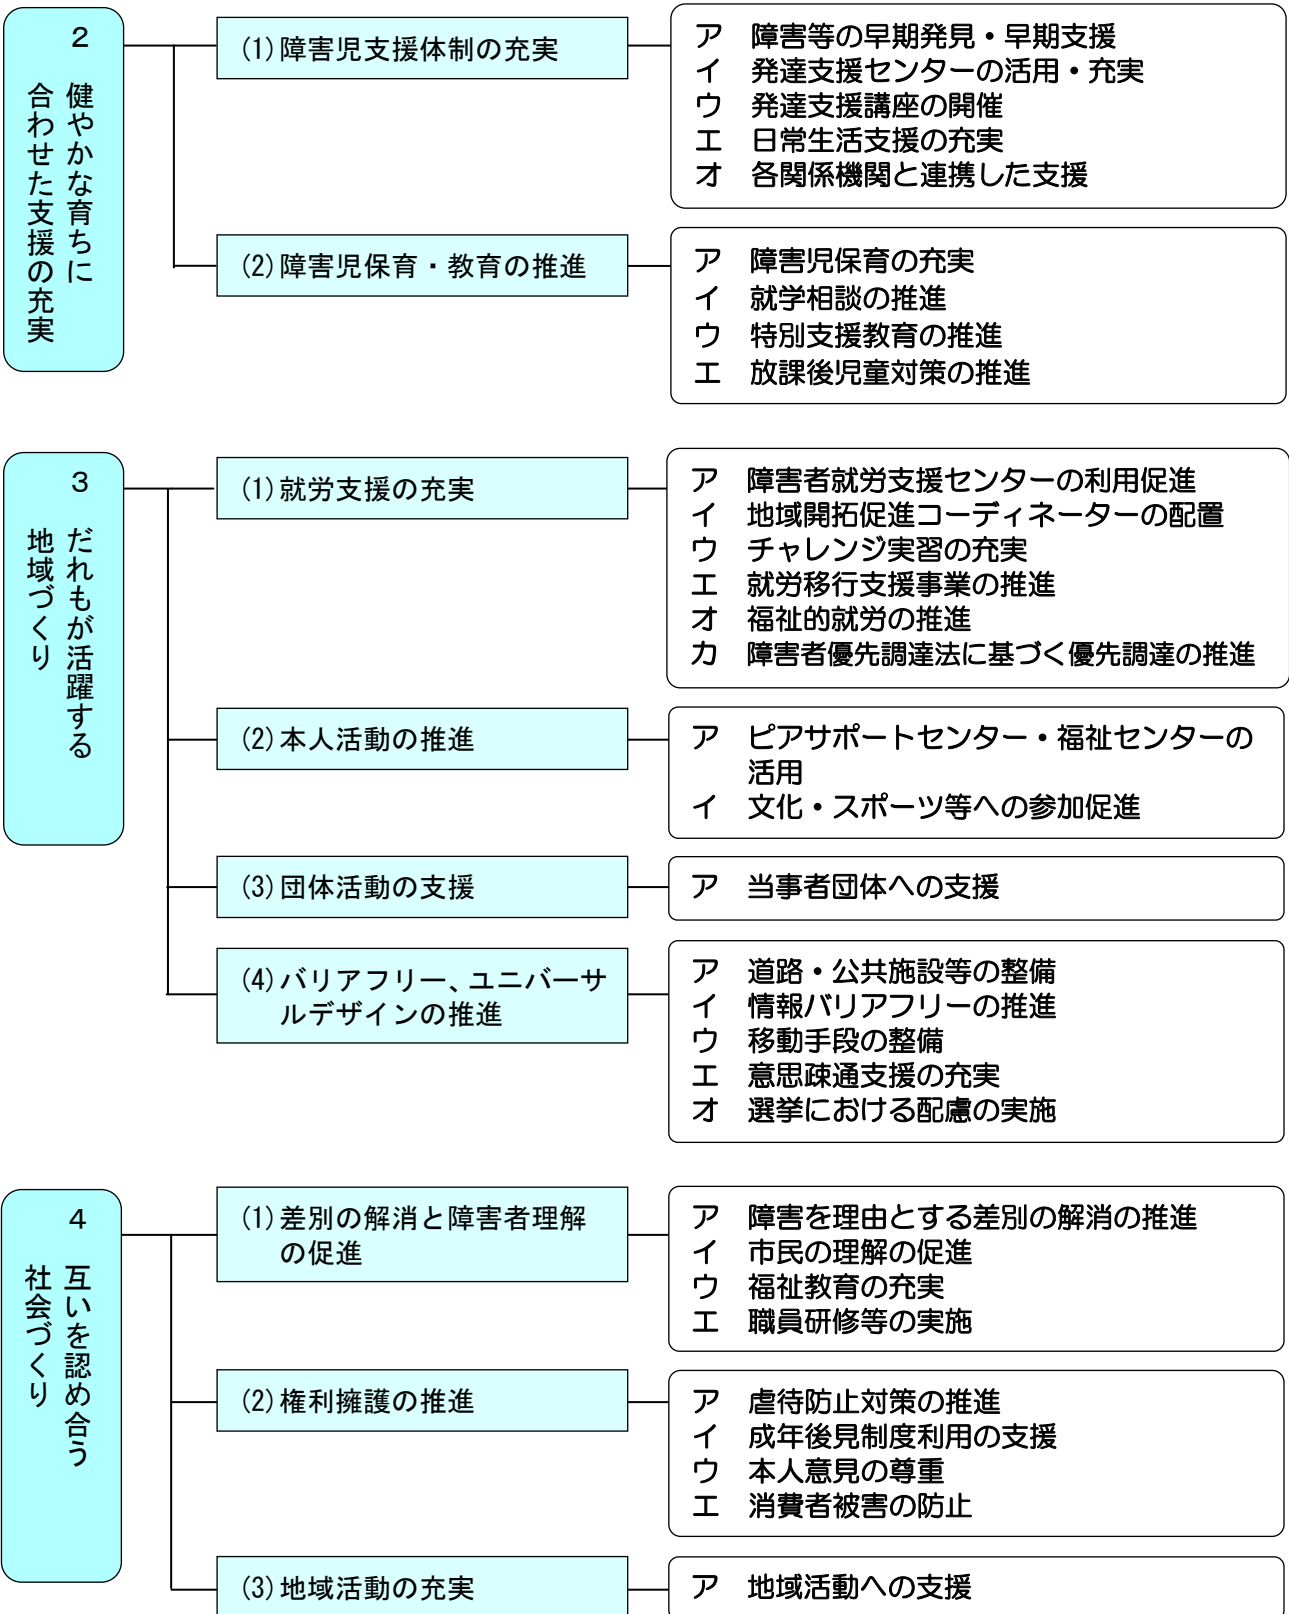 2
健やかな育ちに
合わせた支援の充実
(1)障害児支援体制の充実
ア 障害等の早期発見・早期支援
イ 発達支援センターの活用・充実
ウ 発達支援講座の開催
エ 日常生活支援の充実
オ 各関係機関と連携した支援
(2)障害児保育・教育の推進
ア 障害児保育の充実
イ 就学相談の推進
ウ 特別支援教育の推進
エ 放課後児童対策の推進
3
だれもが活躍する
地域づくり
(1)就労支援の充実
ア 障害者就労支援センターの利用促進
イ 地域開拓促進コーディネーターの配置
ウ チャレンジ実習の充実
エ 就労移行支援事業の推進
オ 福祉的就労の推進
カ 障害者優先調達法に基づく優先調達の推進
(2)本人活動の推進
ア ピアサポートセンター・福祉センターの
活用
イ 文化・スポーツ等への参加促進
(3)団体活動の支援
ア 当事者団体への支援
(4)バリアフリー、ユニバーサ
ルデザインの推進
ア 道路・公共施設等の整備
イ 情報バリアフリーの推進
ウ 移動手段の整備
エ 意思疎通支援の充実
オ 選挙における配慮の実施
4
互いを認め合う
社会づくり
(1)差別の解消と障害者理解
の促進
ア 障害を理由とする差別の解消の推進
イ 市民の理解の促進
ウ 福祉教育の充実
エ 職員研修等の実施
(2)権利擁護の推進
ア 虐待防止対策の推進
イ 成年後見制度利用の支援
ウ 本人意見の尊重
エ 消費者被害の防止
(3)地域活動の充実
ア 地域活動への支援